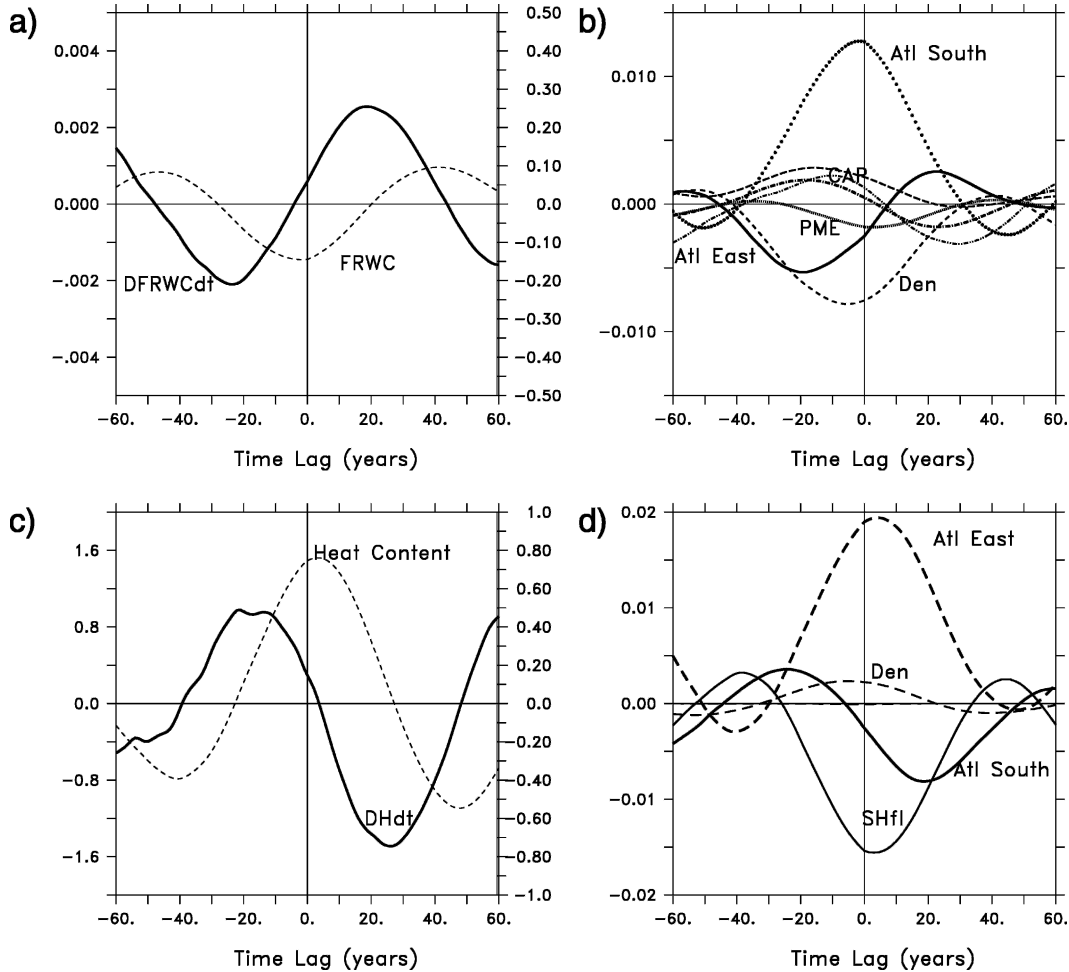 a)
0.004
0.002
0.000
-.002
-.004
0.50
0.40
0.30
0.20
0.10
0.0
-0.10
-0.20
-0.30
-0.40
-0.50
DFRWCdt
FRWC
-60. -40. -20. 0. 20. 40. 60.
Time Lag (years)
b)
0.010
0.000
-0.010
Atl South
CAP
PME
Atl East
Den
-60. -40. -20. 0. 20. 40. 60.
Time Lag (years)
c)
1.6
0.8
0.0
-0.8
-1.6
1.0
0.80
0.60
0.40
0.20
0.0
-0.20
-0.40
-0.60
-0.80
-1.0
Heat Content
DHdt
-60. -40. -20. 0. 20. 40. 60.
Time Lag (years)
d)
0.02
0.01
0.00
-0.01
-0.02
Atl East
Den
Atl South
SHfl
-60. -40. -20. 0. 20. 40. 60.
Time Lag (years)